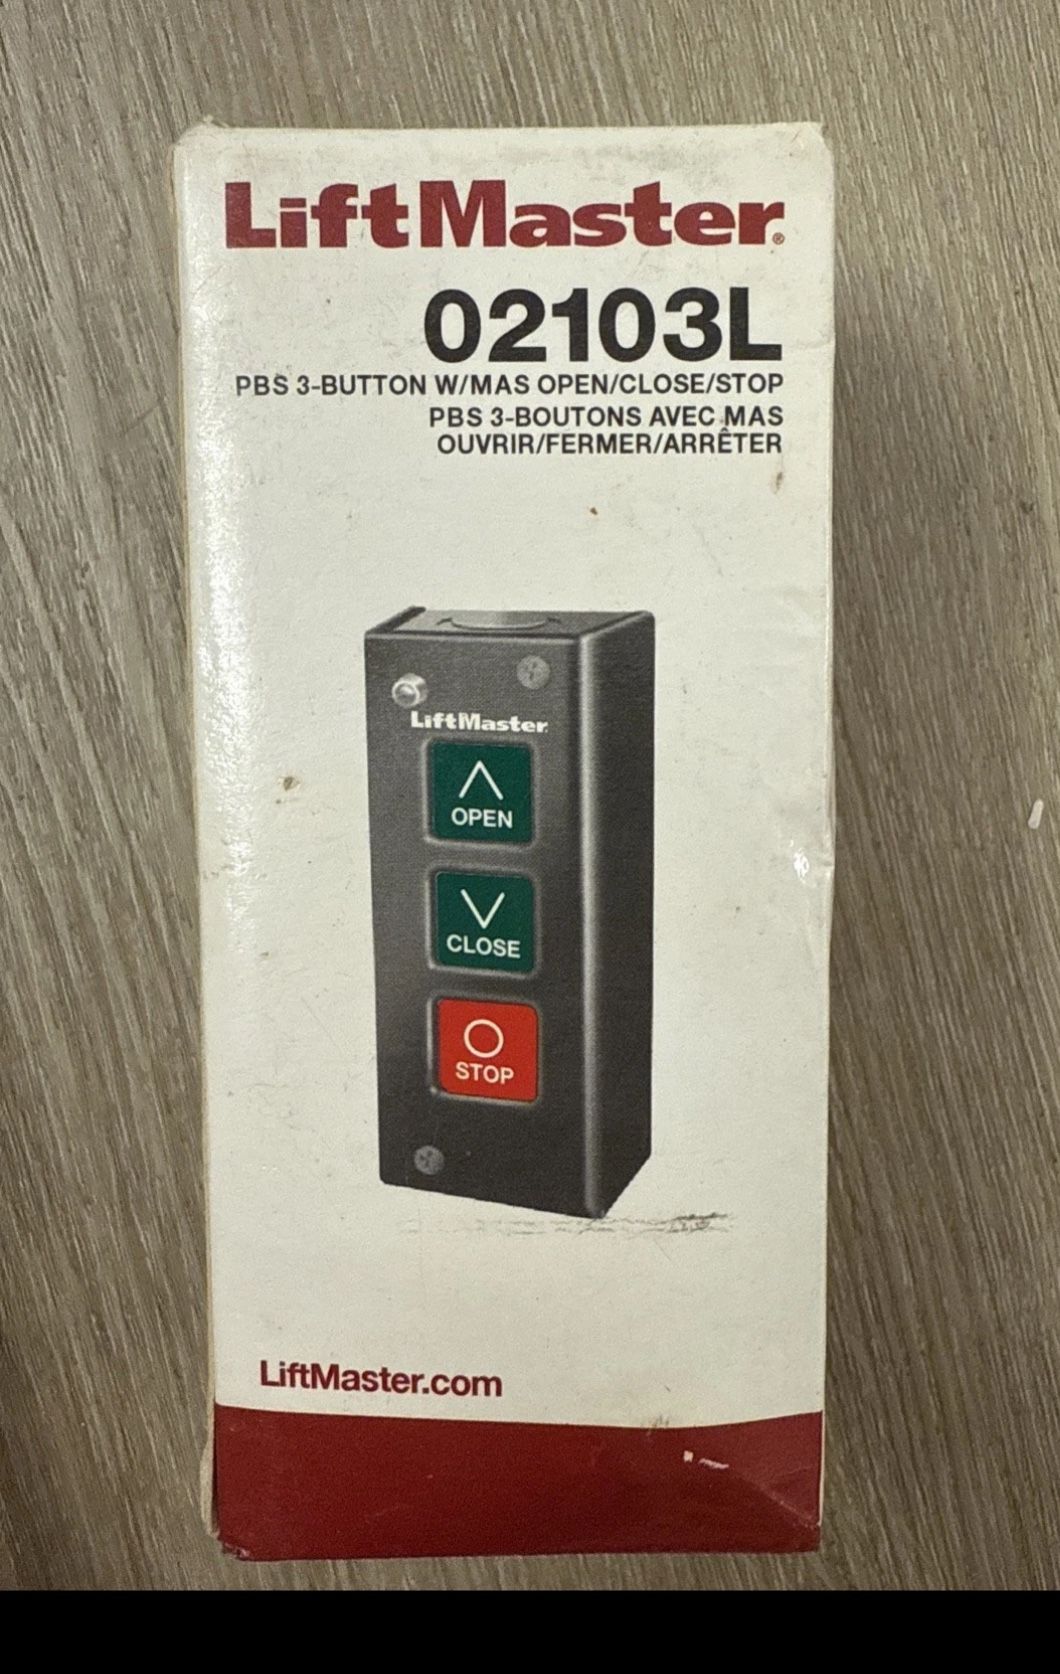 LiftMaster®
02103L
PBS 3-BUTTON W/MAS OPEN/CLOSE/STOP
PBS 3-BOUTONS AVEC MAS
OUVRIR/FERMER/ARRÊTER
LiftMaster
OPEN
CLOSE
STOP
LiftMaster.com